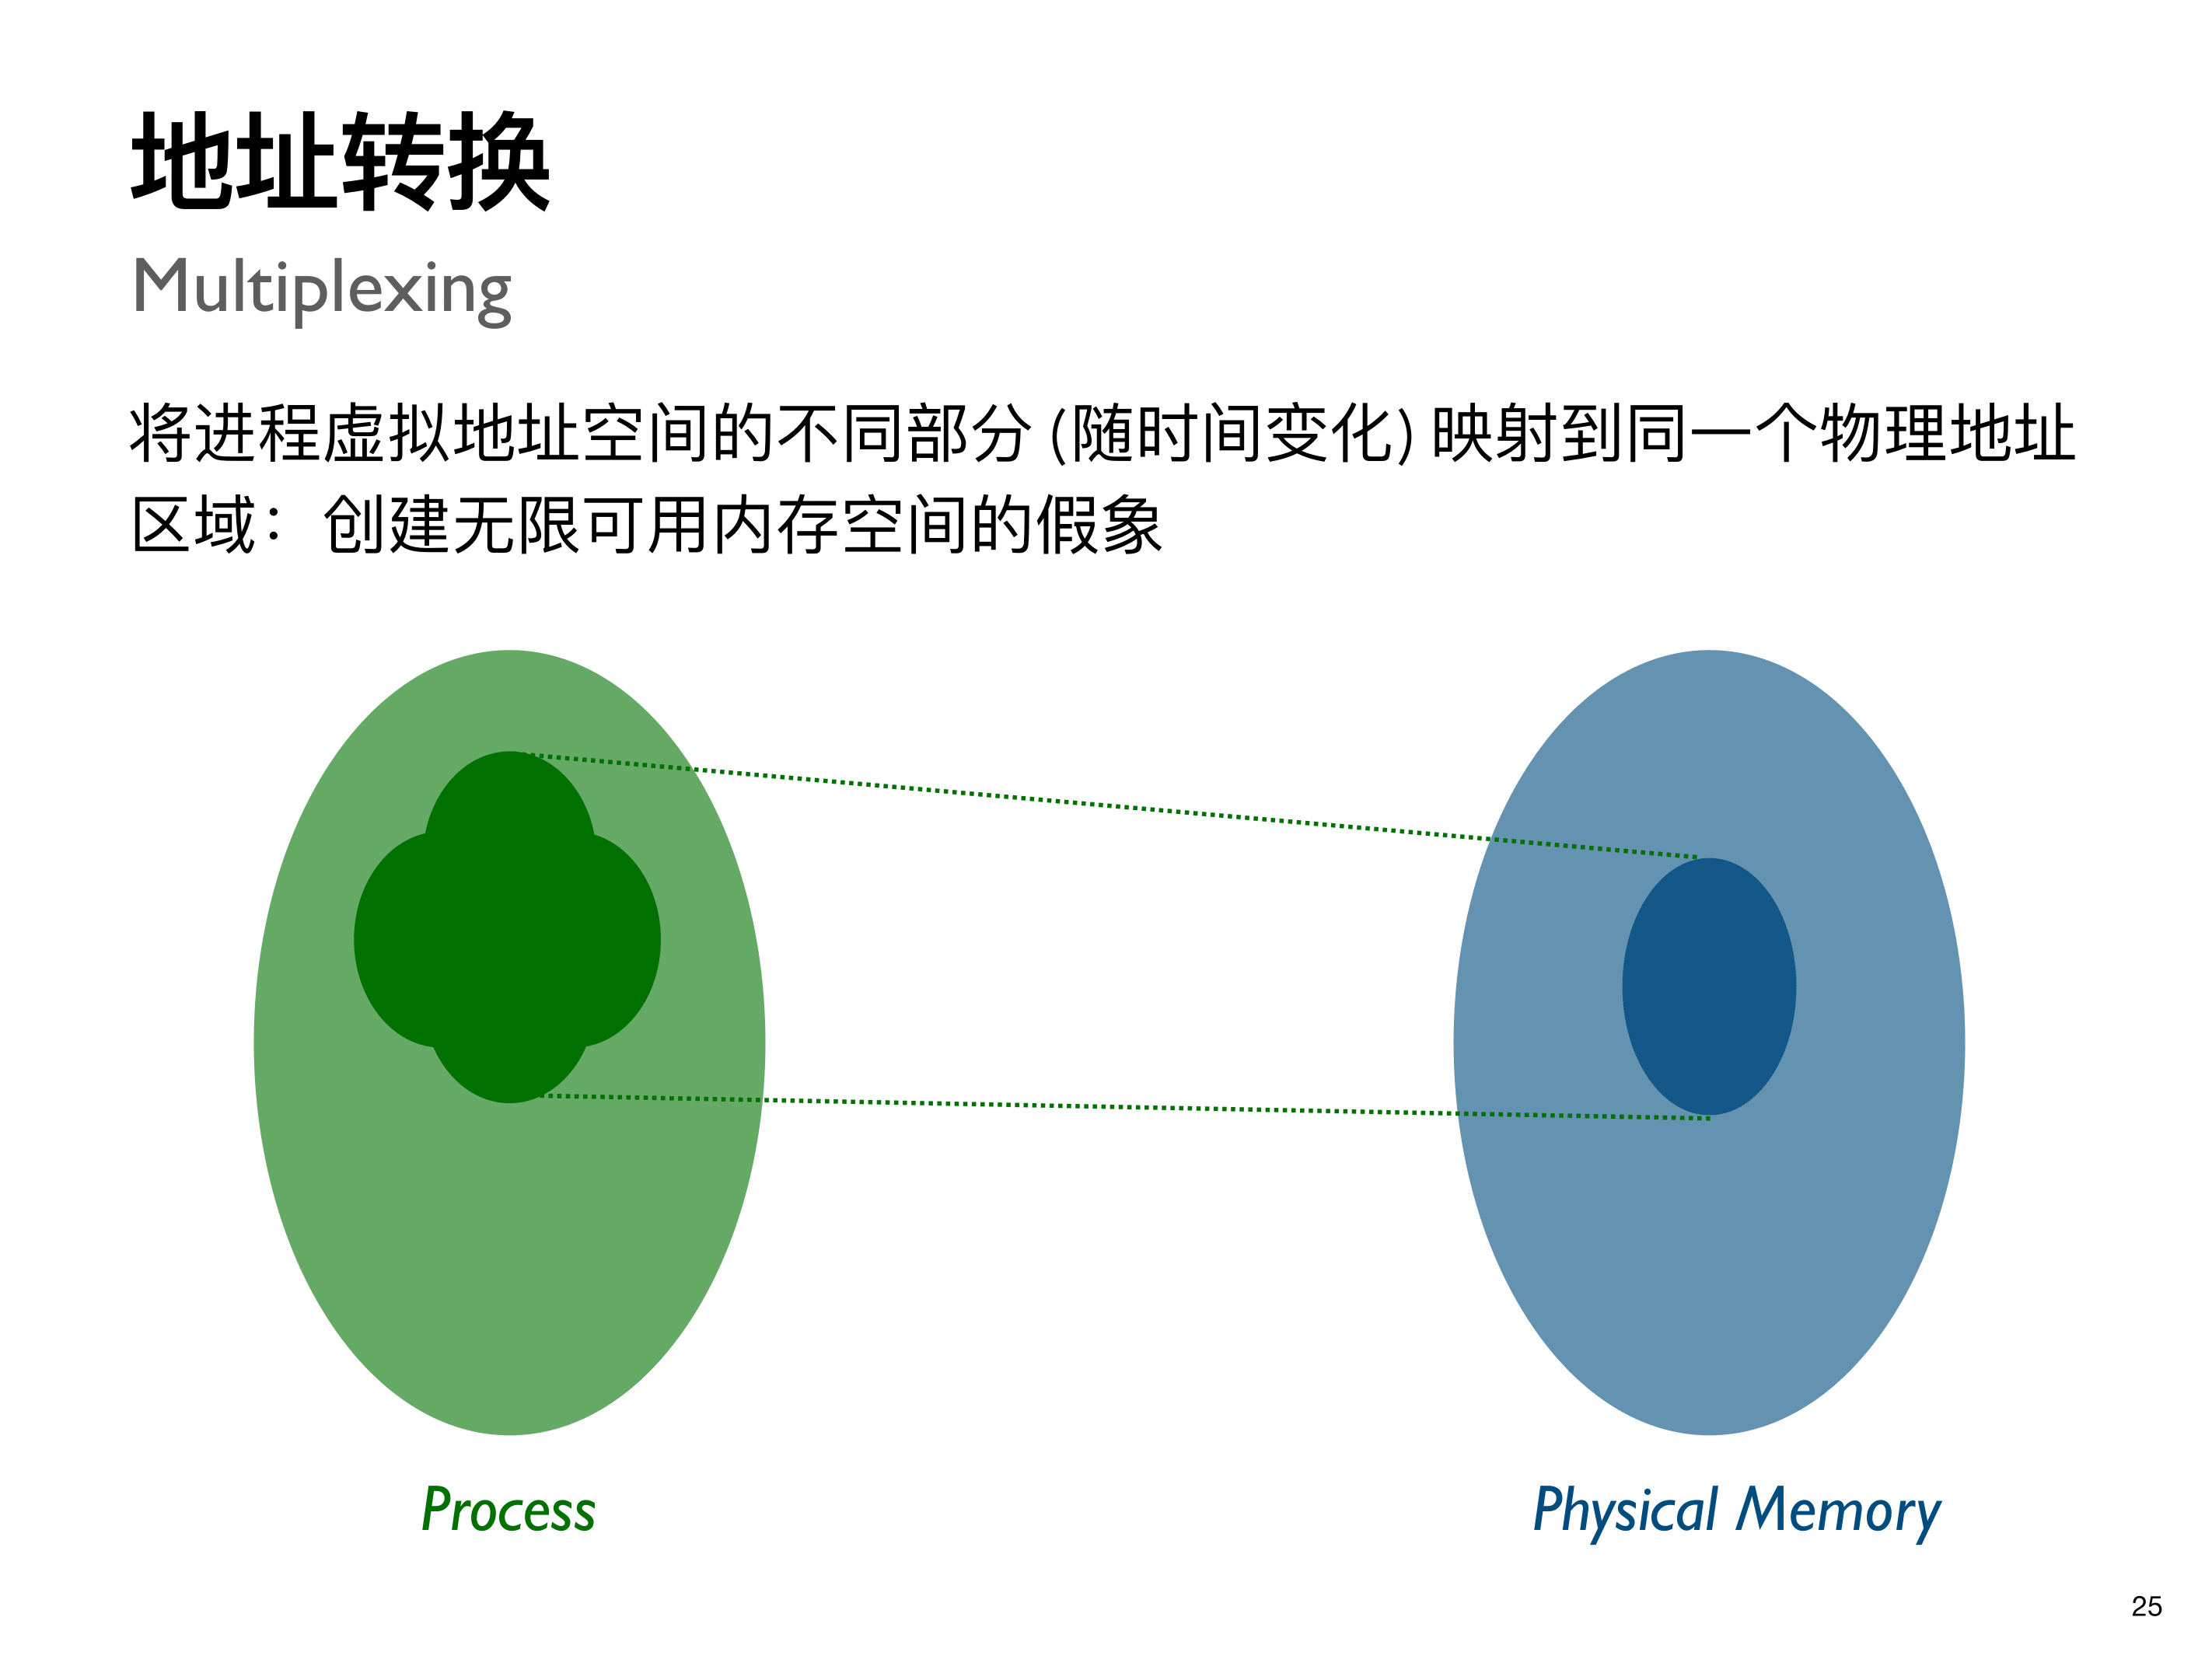 地址转换
Multiplexing
将进程虚拟地址空间的不同部分 (随时间变化) 映射到同一个物理地址
区域：创建无限可用内存空间的假象
Process
Physical Memory
25